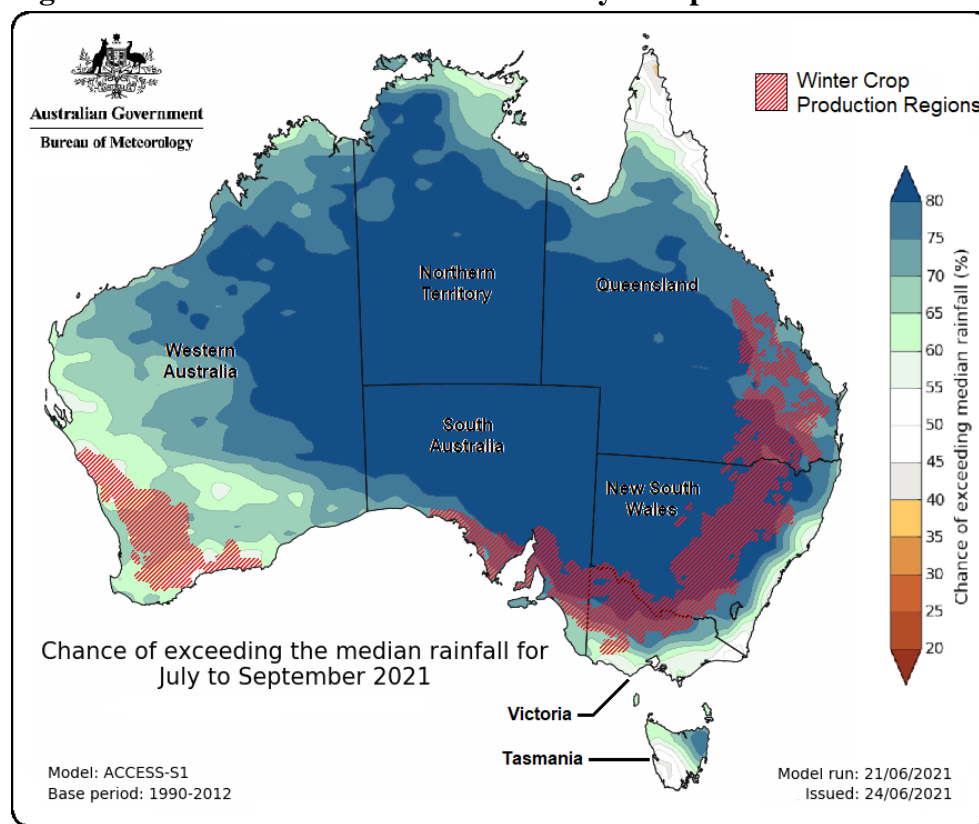 Australian Government
Bureau of Meteorology
Winter Crop
Production Regions
80
75
70
65
60
55
50
45
40
35
30
25
20
Chance of exceeding median rainfall (%)
Northern
Territory
Queensland
Western
Australia
South
Australia
New South
Wales
Chance of exceeding the median rainfall for
July to September 2021
Victoria
Tasmania
Model: ACCESS-S1
Base period: 1990-2012
Model run: 21/06/2021
Issued: 24/06/2021